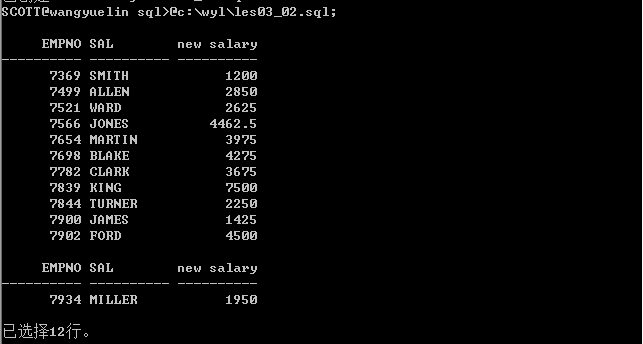 SCOTT@wangyuelin sql>@c:\wyl\les03_02.sql;
EMPNO SAL new salary
---------- ---------- ----------
7369 SMITH 1200
7499 ALLEN 2850
7521 WARD 2625
7566 JONES 4462.5
7654 MARTIN 3975
7698 BLAKE 4275
7782 CLARK 3675
7839 KING 7500
7844 TURNER 2250
7900 JAMES 1425
7902 FORD 4500
EMPNO SAL new salary
---------- ---------- ----------
7934 MILLER 1950
已选择12行。